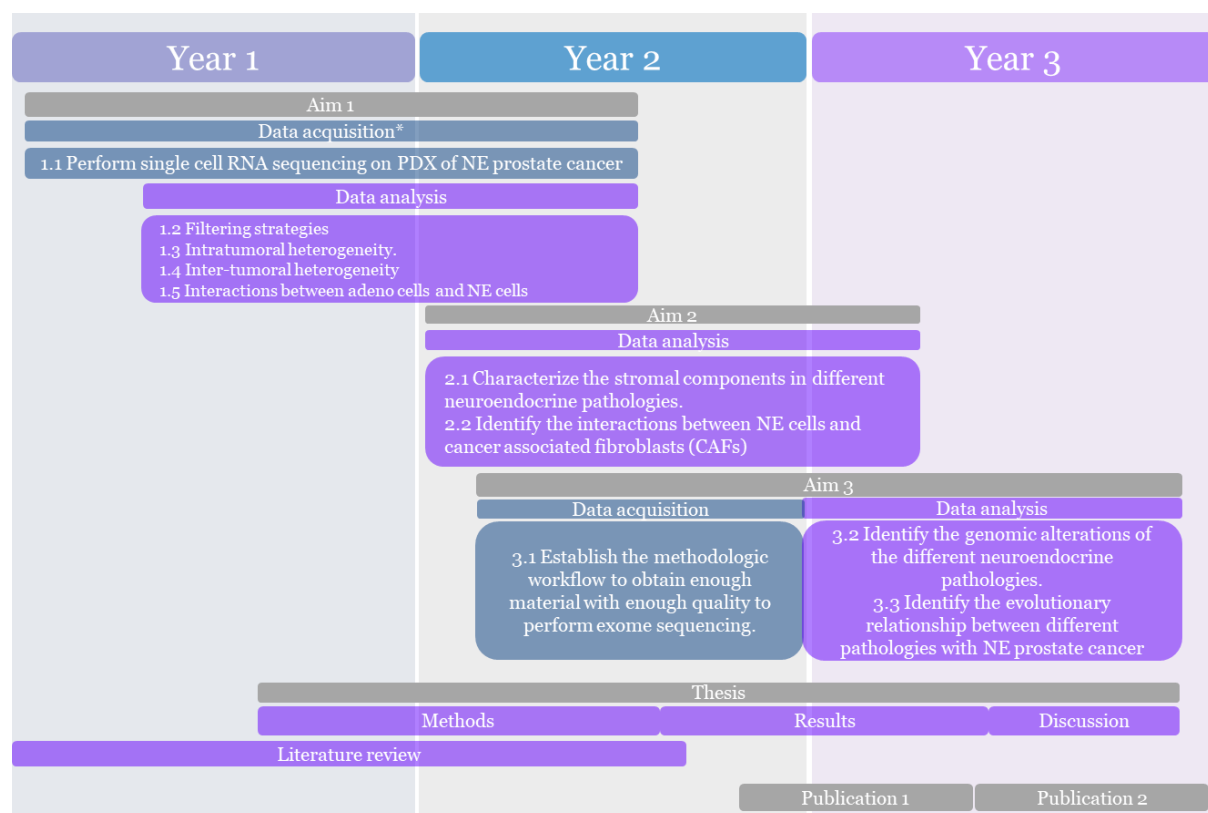 Year 1
Year 2
Year 3
Aim 1
Data acquisition*
1.1 Perform single cell RNA sequencing on PDX of NE prostate cancer
Data analysis
1.2 Filtering strategies
1.3 Intratumoral heterogeneity.
1.4 Inter-tumoral heterogeneity
1.5 Interactions between adeno cells and NE cells
Aim 2
Data analysis
2.1 Characterize the stromal components in different
neuroendocrine pathologies.
2.2 Identify the interactions between NE cells and
cancer associated fibroblasts (CAFs)
Aim 3
Data acquisition
3.1 Establish the methodologic
workflow to obtain enough
material with enough quality to
perform exome sequencing.
Data analysis
3.2 Identify the genomic alterations of
the different neuroendocrine
pathologies.
3.3 Identify the evolutionary
relationship between different
pathologies with NE prostate cancer
Thesis
Methods
Results
Discussion
Literature review
Publication 1
Publication 2